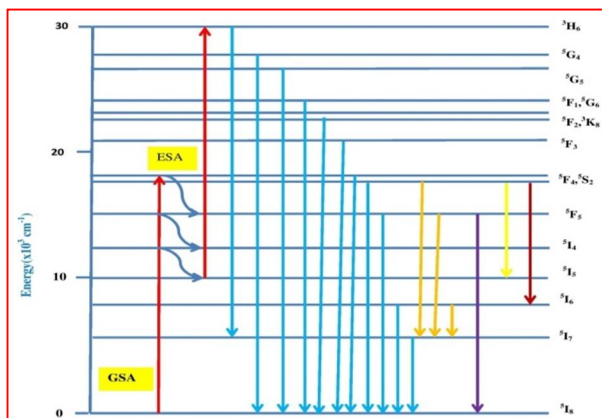 30
³H₆
⁵G₄
⁵G₅
⁵F₁,⁵G₆
⁵F₂,³K₈
⁵F₃
20
ESA
⁵F₄,⁵S₂
⁵F₅
⁵I₄
10
⁵I₅
⁵I₆
⁵I₇
GSA
0
⁵I₈
Energy(x10³ cm⁻¹)